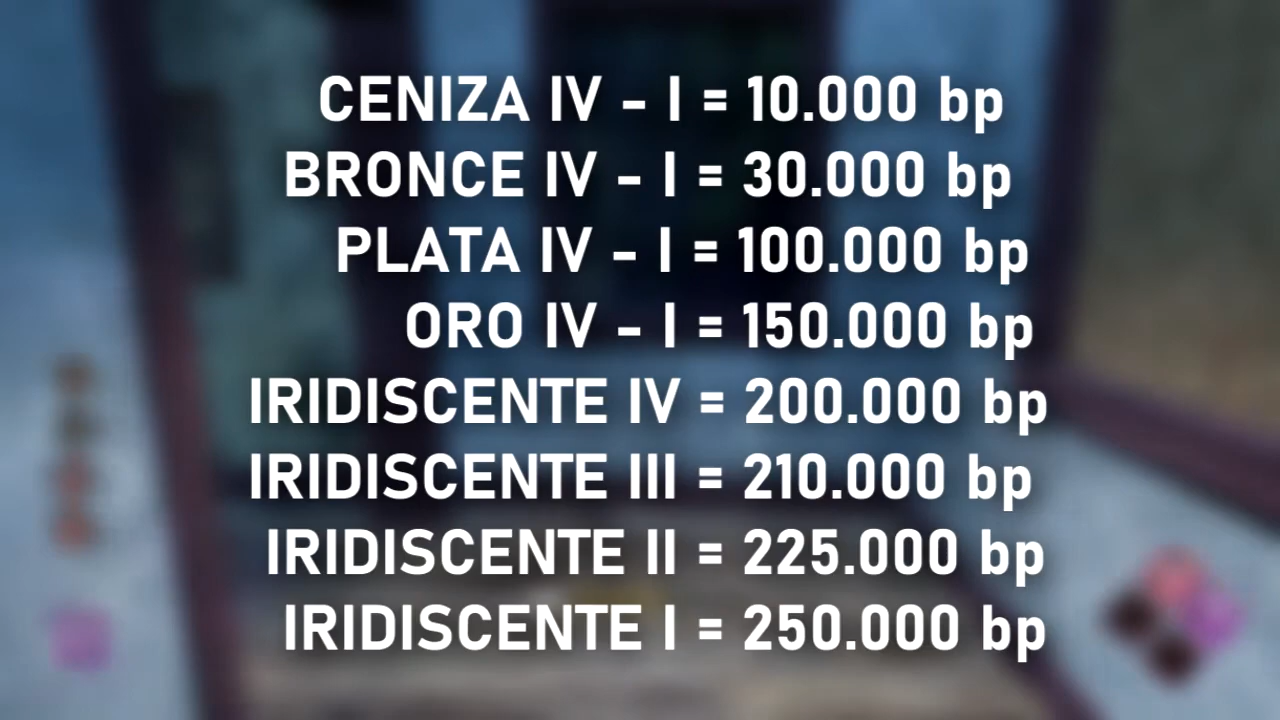 CENIZA IV - I = 10.000 bp
BRONCE IV - I = 30.000 bp
PLATA IV - I = 100.000 bp
ORO IV - I = 150.000 bp
IRIDISCENTE IV = 200.000 bp
IRIDISCENTE III = 210.000 bp
IRIDISCENTE II = 225.000 bp
IRIDISCENTE I = 250.000 bp